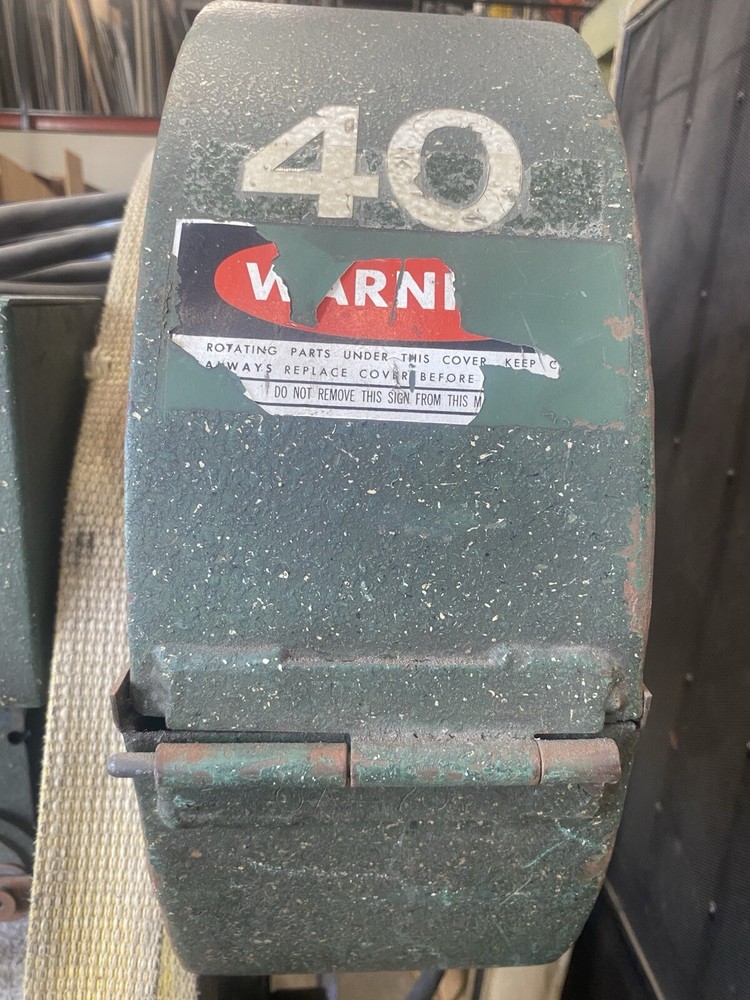 40
WARNI
ROTATING PARTS UNDER THIS COVER KEEP C
ALWAYS REPLACE COVER BEFORE
DO NOT REMOVE THIS SIGN FROM THIS M